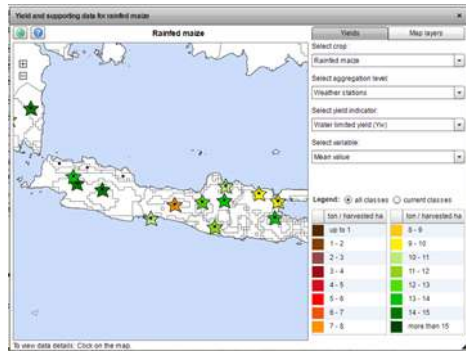 Yield and supporting data for rainfed maize
Rainfed maize
Yields
Map layers
Select crop
Rainfed maize
Select aggregation level:
Weather stations
Select yield indicator:
Water limited yield (Yw)
Select variable:
Mean value
Legend: all classes current classes
ton / harvested ha
up to 1
1 - 2
2 - 3
3 - 4
4 - 5
5 - 6
6 - 7
7 - 8
ton / harvested ha
8 - 9
9 - 10
10 - 11
11 - 12
12 - 13
13 - 14
14 - 15
more than 15
To view data details: Click on the map.